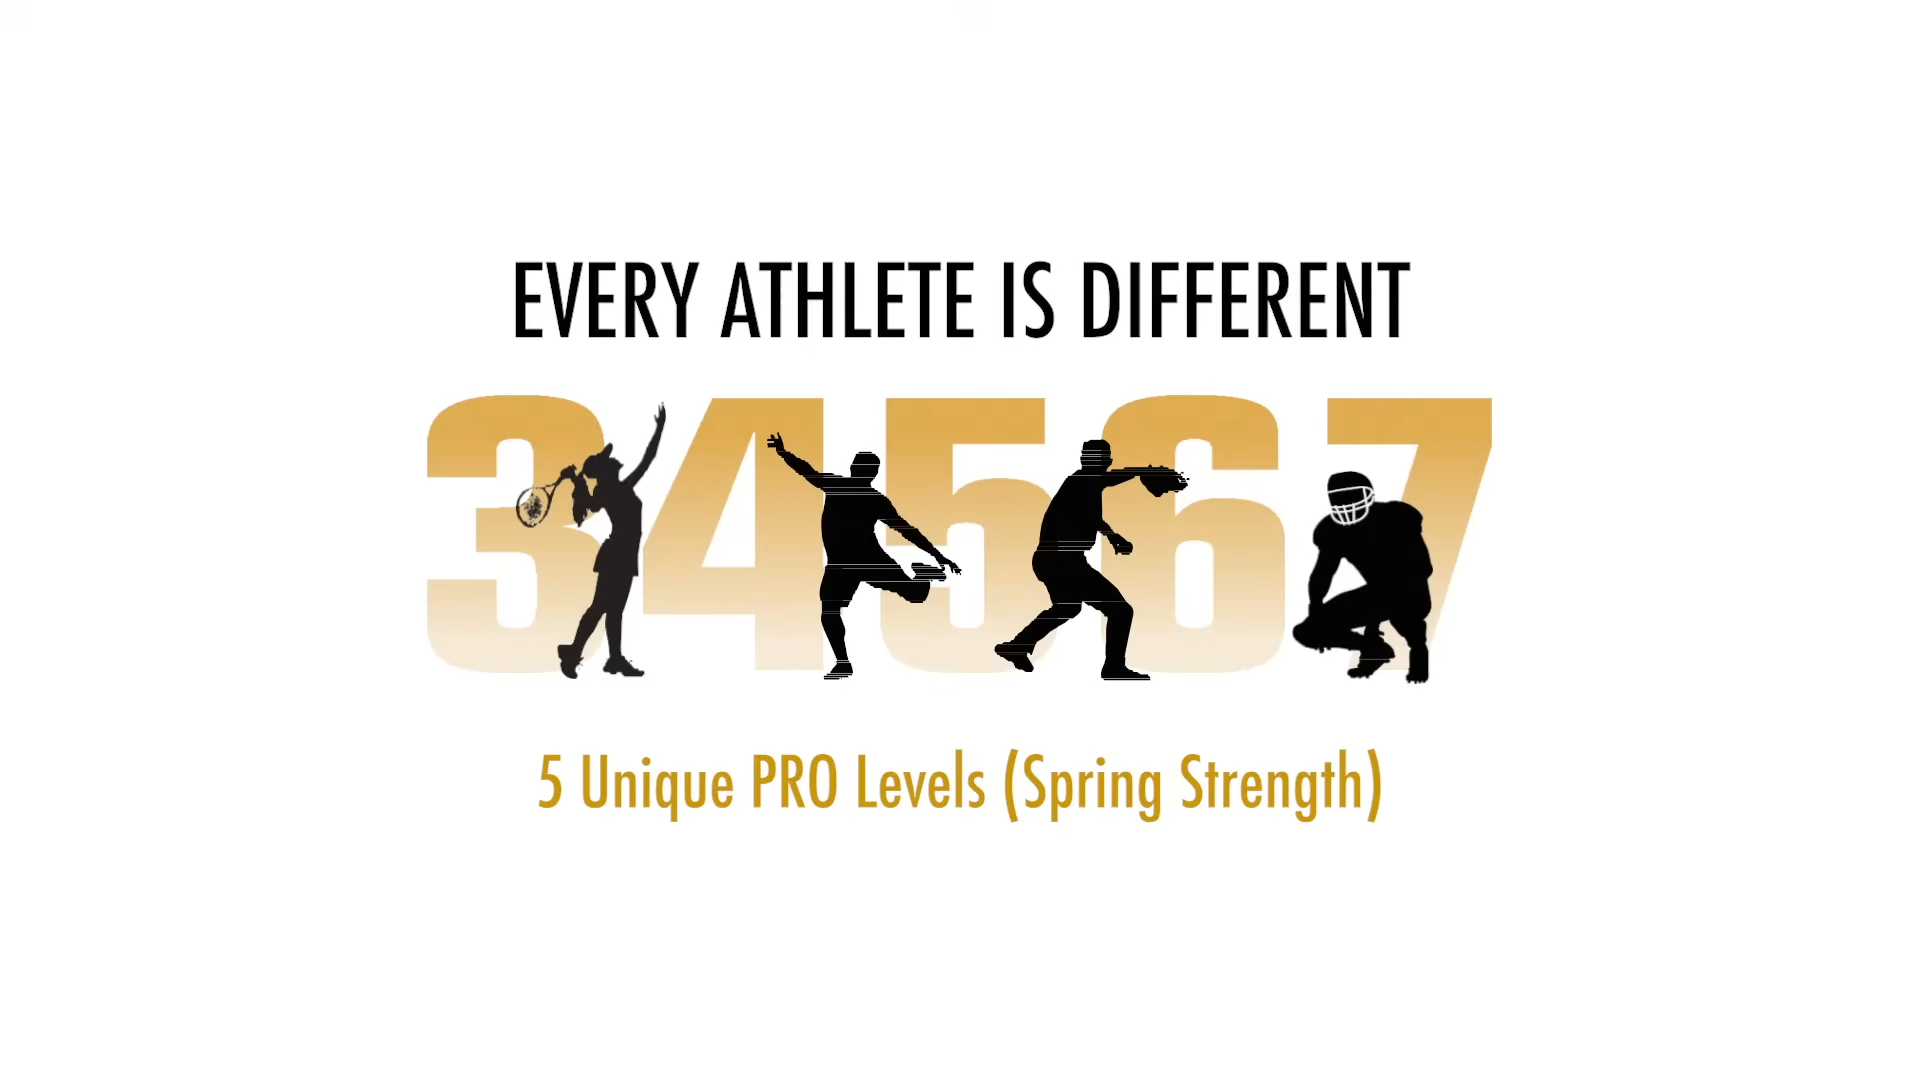 EVERY ATHLETE IS DIFFERENT
34567
5 Unique PRO Levels (Spring Strength)